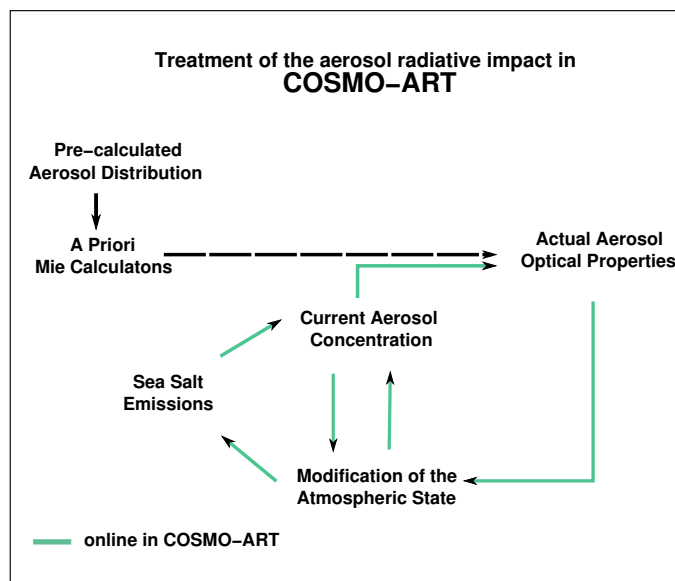 Treatment of the aerosol radiative impact in
COSMO−ART
Pre−calculated
Aerosol Distribution
A Priori
Mie Calculatons
Actual Aerosol
Optical Properties
Current Aerosol
Concentration
Sea Salt
Emissions
Modification of the
Atmospheric State
online in COSMO−ART